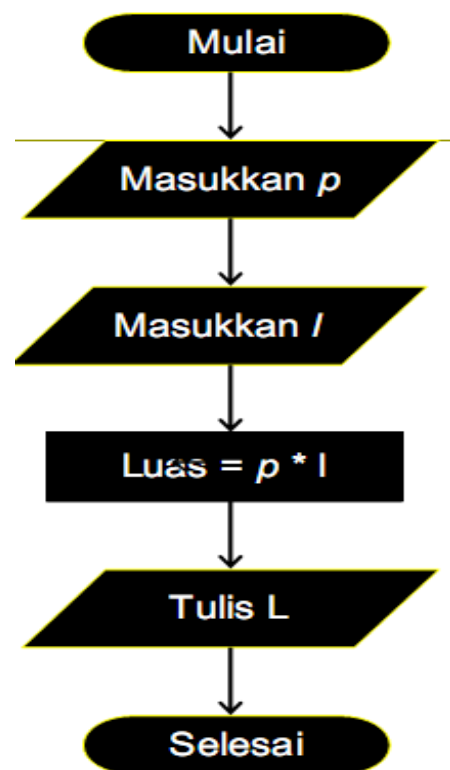 Mulai
Masukkan p
Masukkan l
Luas = p * l
Tulis L
Selesai